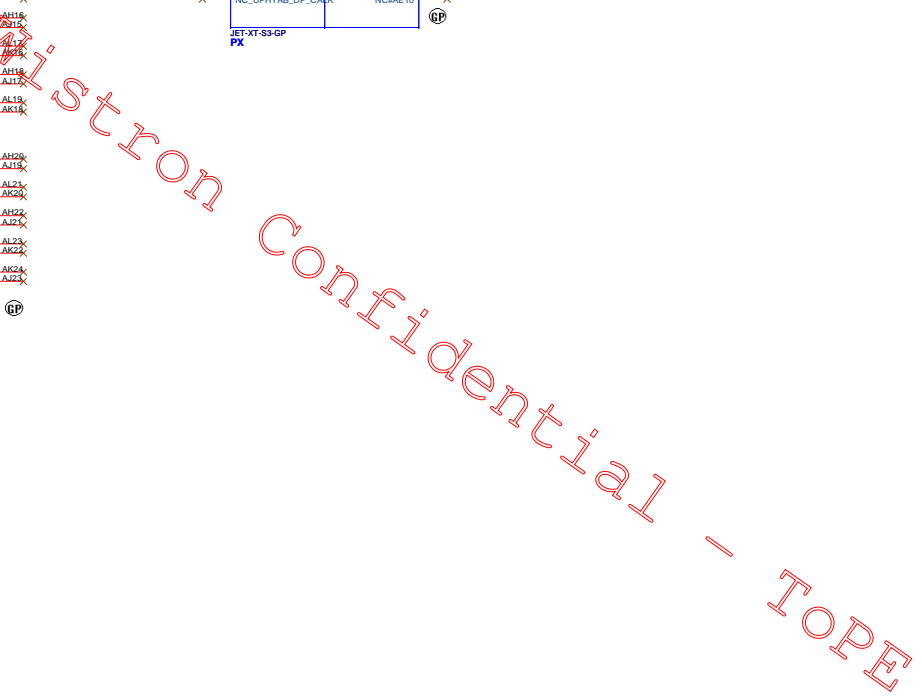 NC_UPHYAB_DP_CALR NC#AE10
AH16
AJ15
JET-XT-S3-GP
PX
GP
AL17
AK16
AH18
AJ17
AL19
AK18
AH20
AJ19
AL21
AK20
AH22
AJ21
AL23
AK22
AK24
AJ23
GP
Wistron Confidential - ToPE